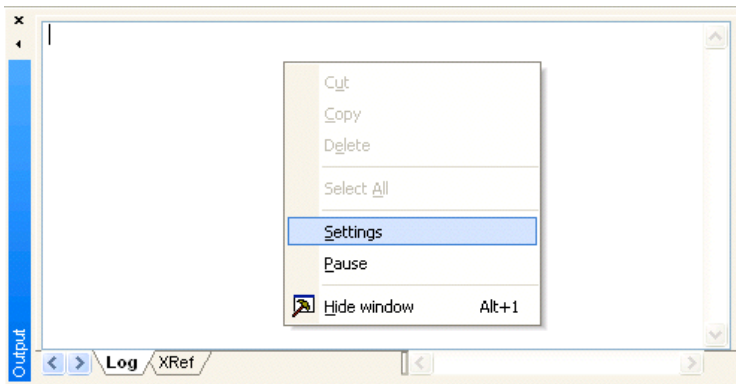 Cut
Copy
Delete
Select All
Settings
Pause
Hide window Alt+1
Output
Log XRef